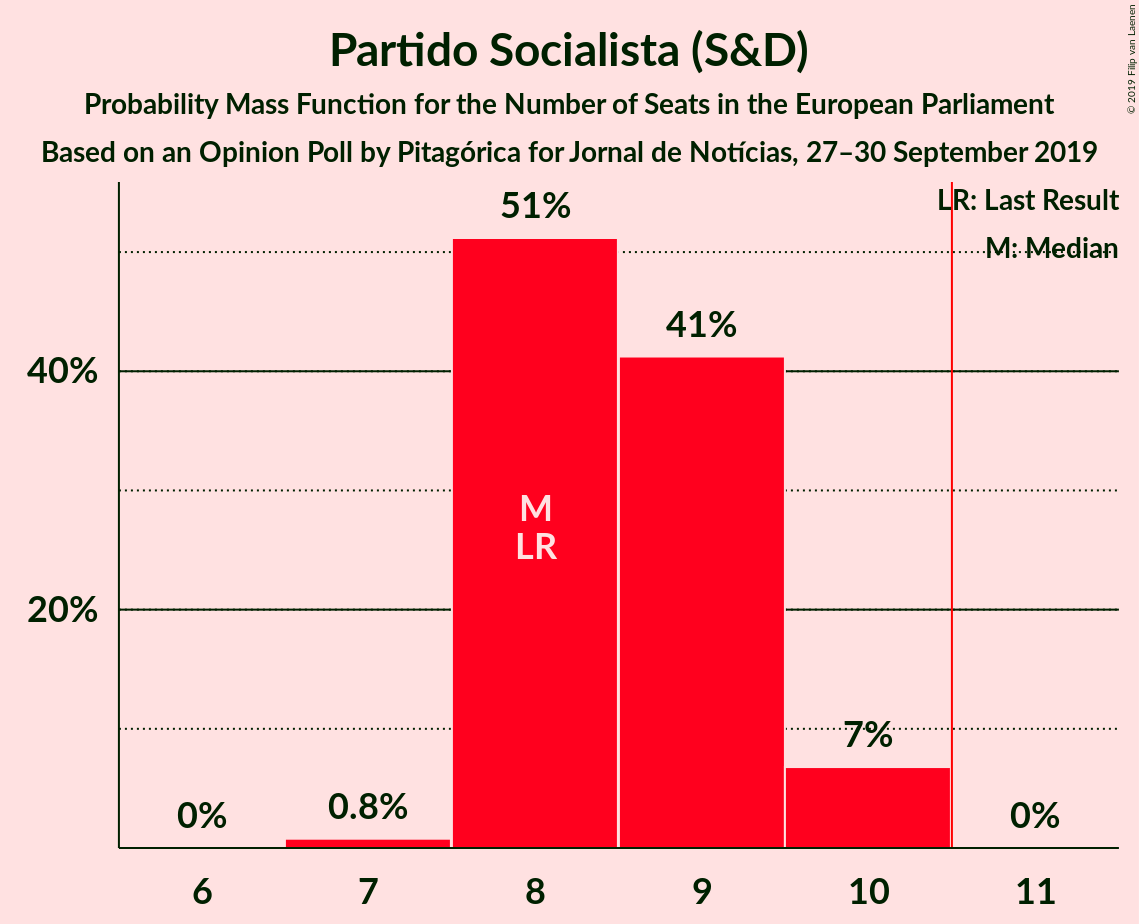 Partido Socialista (S&D)
Probability Mass Function for the Number of Seats in the European Parliament
Based on an Opinion Poll by Pitagórica for Jornal de Notícias, 27–30 September 2019
© 2019 Filip van Laenen
LR: Last Result
M: Median
51%
41%
40%
M
LR
20%
7%
0%
0.8%
0%
6
7
8
9
10
11